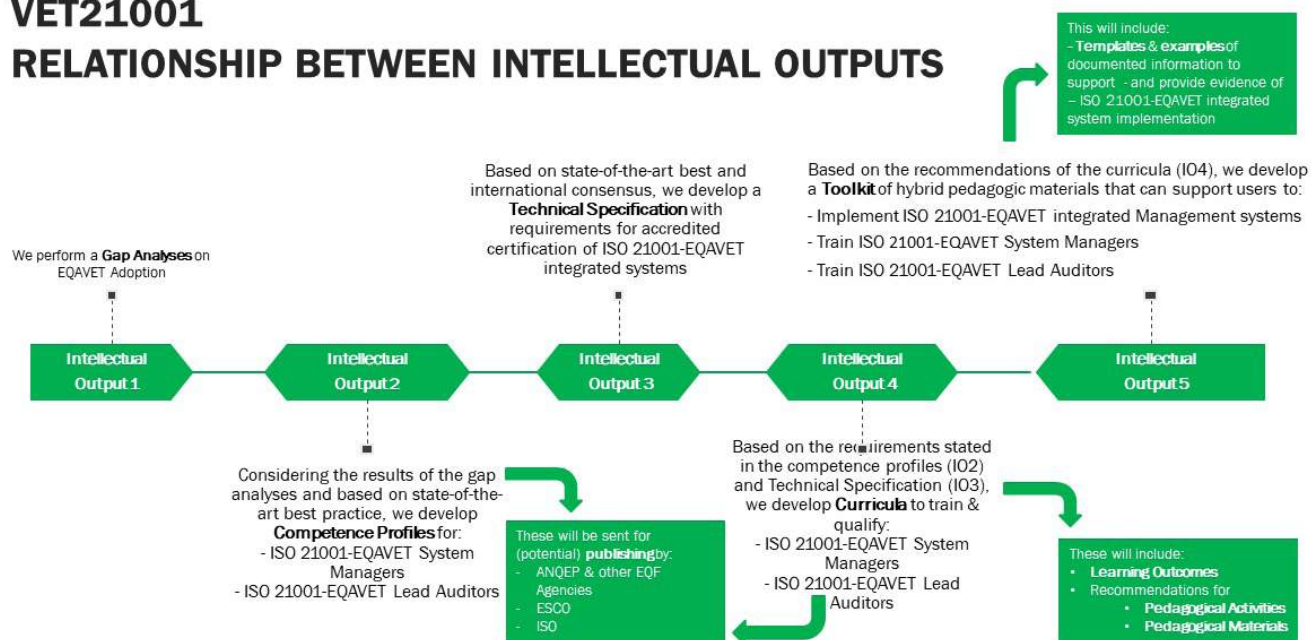 VET21001
RELATIONSHIP BETWEEN INTELLECTUAL OUTPUTS
This will include:
- Templates & examples of
documented information to
support - and provide evidence of
– ISO 21001-EQAVET integrated
system implementation
Based on state-of-the-art best and
international consensus, we develop a
Technical Specification with
requirements for accredited
certification of ISO 21001-EQAVET
integrated systems
Based on the recommendations of the curricula (IO4), we develop
a Toolkit of hybrid pedagogic materials that can support users to:
- Implement ISO 21001-EQAVET integrated Management systems
- Train ISO 21001-EQAVET System Managers
- Train ISO 21001-EQAVET Lead Auditors
We perform a Gap Analyses on
EQAVET Adoption
Intellectual
Output 1
Intellectual
Output 2
Intellectual
Output 3
Intellectual
Output 4
Intellectual
Output 5
Considering the results of the gap
analyses and based on state-of-the-
art best practice, we develop
Competence Profiles for:
- ISO 21001-EQAVET System
Managers
- ISO 21001-EQAVET Lead Auditors
These will be sent for
(potential) publishing by:
- ANQEP & other EQF
Agencies
- ESCO
- ISO
Based on the requirements stated
in the competence profiles (IO2)
and Technical Specification (IO3),
we develop Curricula to train &
qualify:
- ISO 21001-EQAVET System
Managers
- ISO 21001-EQAVET Lead
Auditors
These will include:
• Learning Outcomes
• Recommendations for
• Pedagogical Activities
• Pedagogical Materials